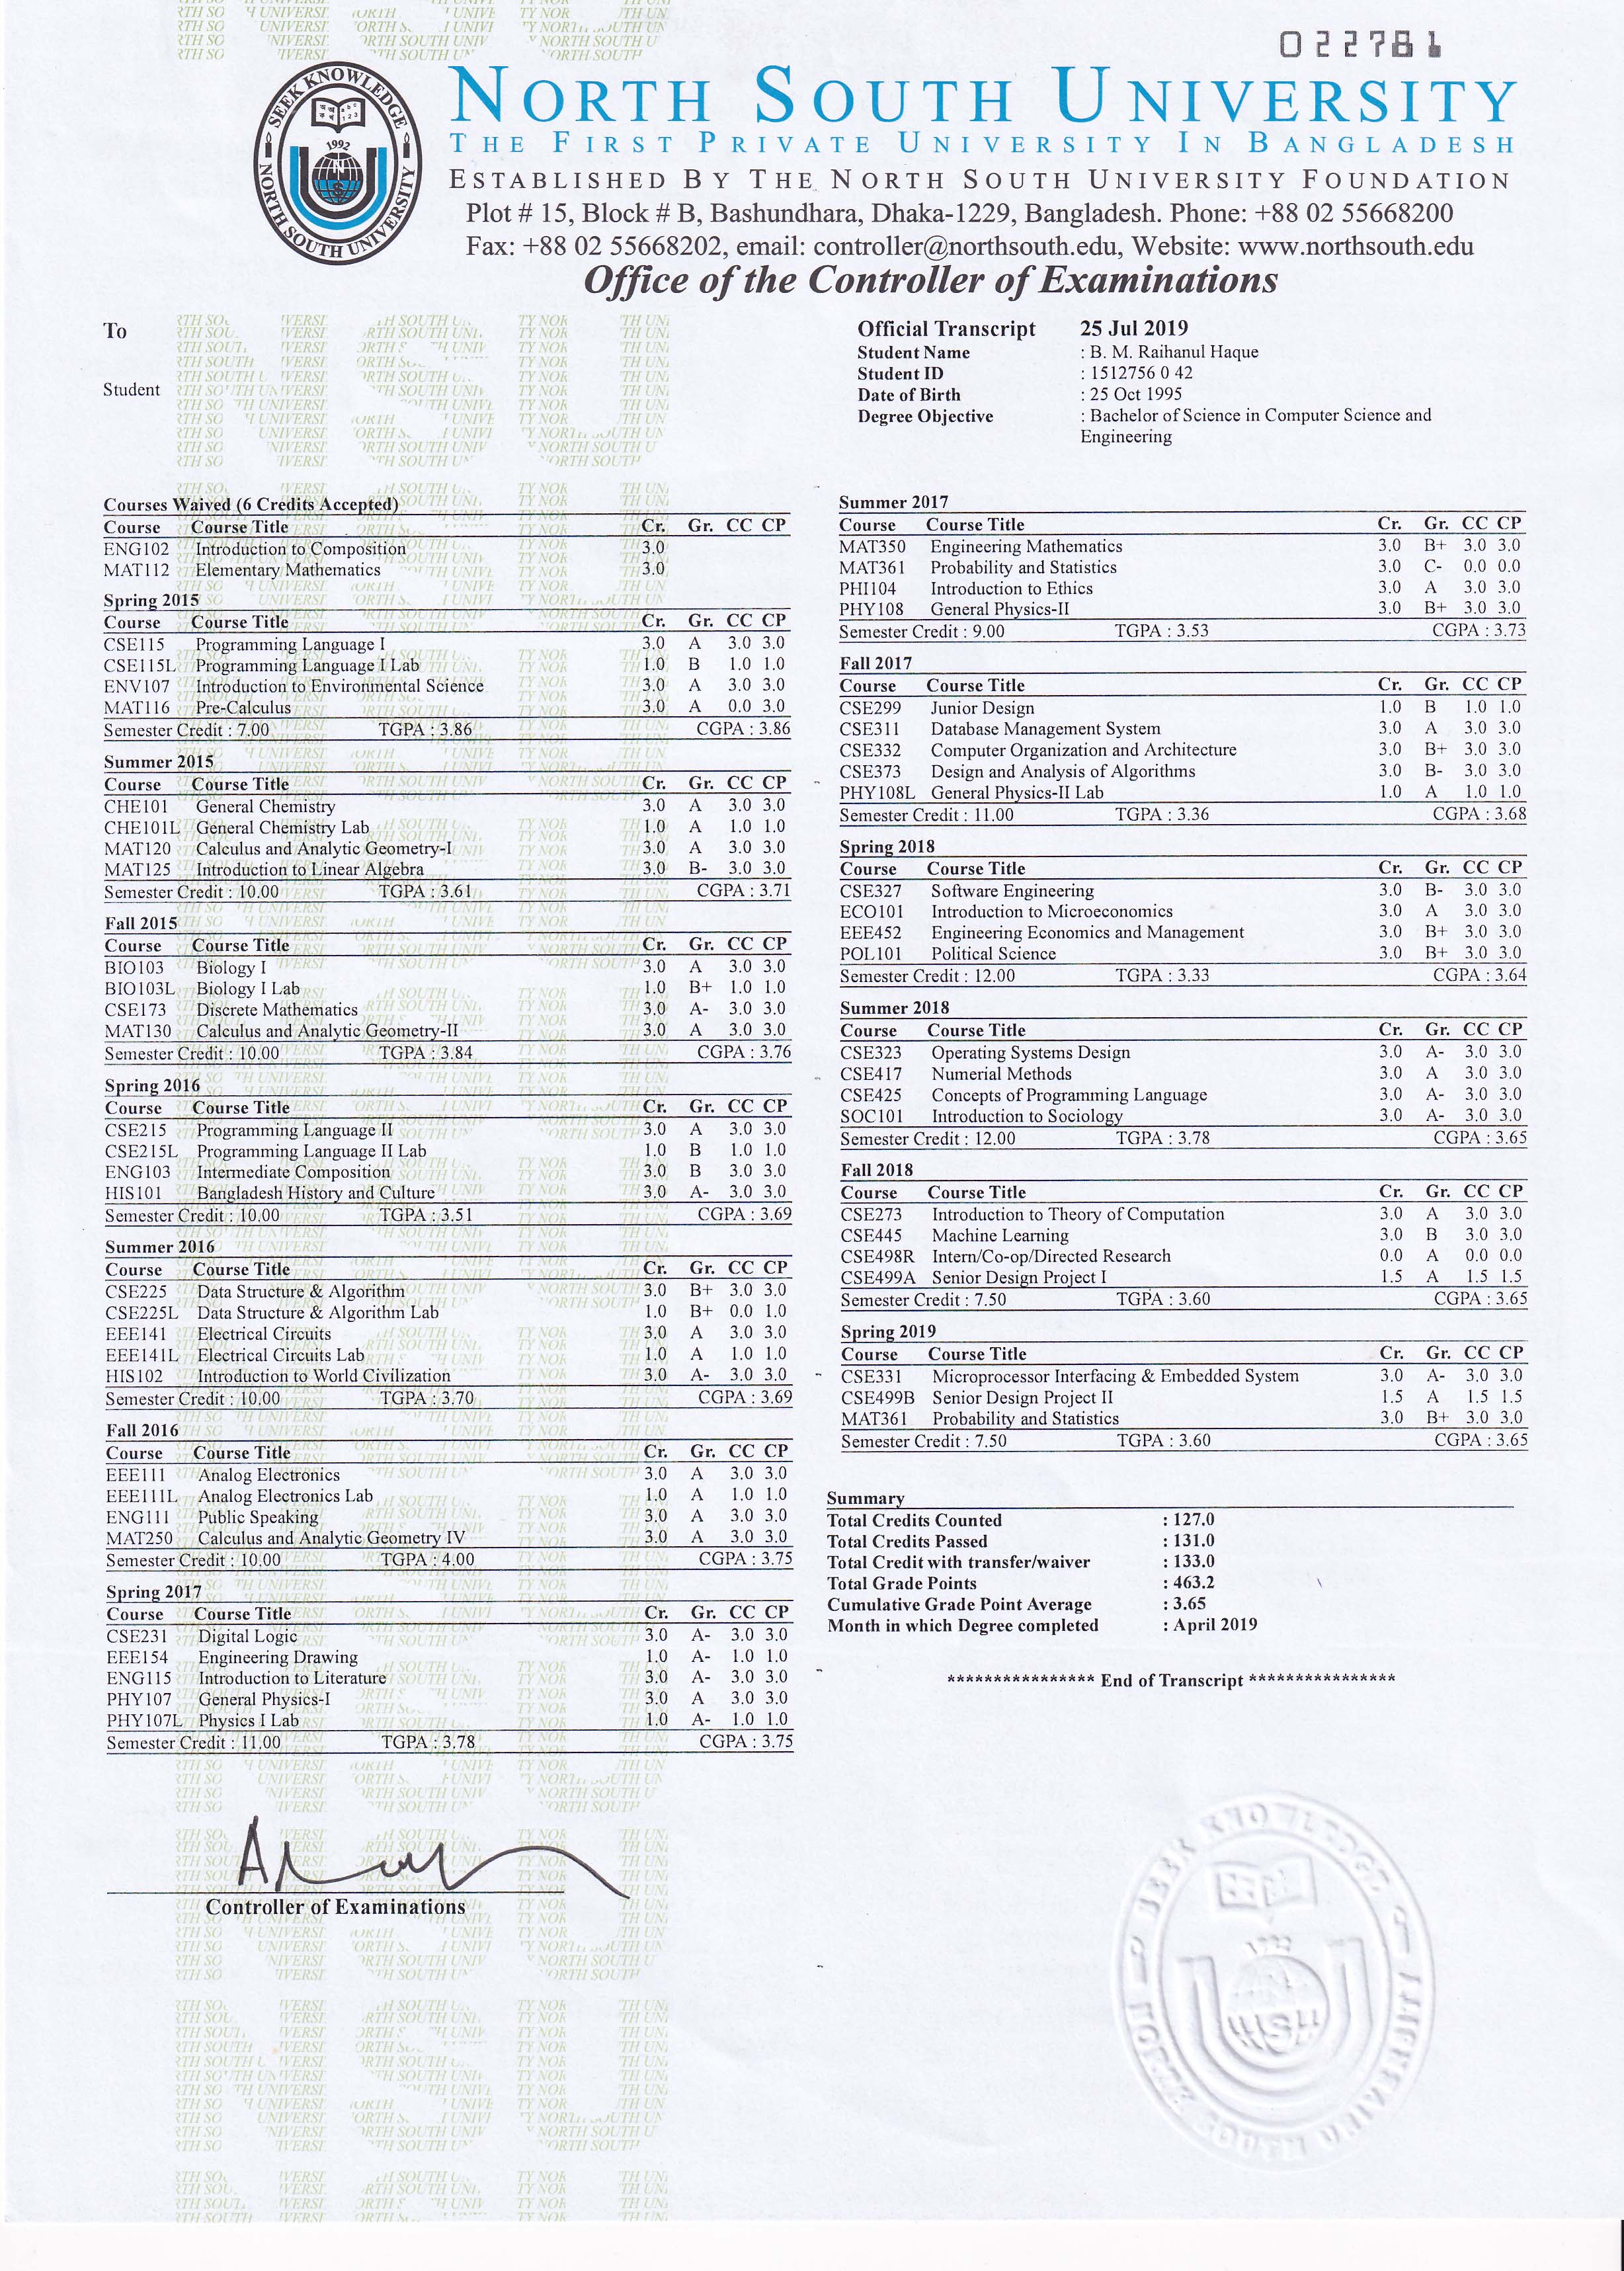 022781
NORTH SOUTH UNIVERSITY
THE FIRST PRIVATE UNIVERSITY IN BANGLADESH
ESTABLISHED BY THE NORTH SOUTH UNIVERSITY FOUNDATION
Plot # 15, Block # B, Bashundhara, Dhaka-1229, Bangladesh. Phone: +88 02 55668200
Fax: +88 02 55668202, email: controller@northsouth.edu, Website: www.northsouth.edu
Office of the Controller of Examinations
SEEK KNOWLEDGE
1992
NORTH SOUTH UNIVERSITY
To
Student
Official Transcript 25 Jul 2019
Student Name : B. M. Raihanul Haque
Student ID : 1512756 0 42
Date of Birth : 25 Oct 1995
Degree Objective : Bachelor of Science in Computer Science and
Engineering
Courses Waived (6 Credits Accepted)
Course Course Title Cr. Gr. CC CP
ENG102 Introduction to Composition 3.0
MAT112 Elementary Mathematics 3.0
Spring 2015
Course Course Title Cr. Gr. CC CP
CSE115 Programming Language I 3.0 A 3.0 3.0
CSE115L Programming Language I Lab 1.0 B 1.0 1.0
ENV107 Introduction to Environmental Science 3.0 A 3.0 3.0
MAT116 Pre-Calculus 3.0 A 0.0 3.0
Semester Credit : 7.00 TGPA : 3.86 CGPA : 3.86
Summer 2015
Course Course Title Cr. Gr. CC CP
CHE101 General Chemistry 3.0 A 3.0 3.0
CHE101L General Chemistry Lab 1.0 A 1.0 1.0
MAT120 Calculus and Analytic Geometry-I 3.0 A 3.0 3.0
MAT125 Introduction to Linear Algebra 3.0 B- 3.0 3.0
Semester Credit : 10.00 TGPA : 3.61 CGPA : 3.71
Fall 2015
Course Course Title Cr. Gr. CC CP
BIO103 Biology I 3.0 A 3.0 3.0
BIO103L Biology I Lab 1.0 B+ 1.0 1.0
CSE173 Discrete Mathematics 3.0 A- 3.0 3.0
MAT130 Calculus and Analytic Geometry-II 3.0 A 3.0 3.0
Semester Credit : 10.00 TGPA : 3.84 CGPA : 3.76
Spring 2016
Course Course Title Cr. Gr. CC CP
CSE215 Programming Language II 3.0 A 3.0 3.0
CSE215L Programming Language II Lab 1.0 B 1.0 1.0
ENG103 Intermediate Composition 3.0 B 3.0 3.0
HIS101 Bangladesh History and Culture 3.0 A- 3.0 3.0
Semester Credit : 10.00 TGPA : 3.51 CGPA : 3.69
Summer 2016
Course Course Title Cr. Gr. CC CP
CSE225 Data Structure & Algorithm 3.0 B+ 3.0 3.0
CSE225L Data Structure & Algorithm Lab 1.0 B+ 0.0 1.0
EEE141 Electrical Circuits 3.0 A 3.0 3.0
EEE141L Electrical Circuits Lab 1.0 A 1.0 1.0
HIS102 Introduction to World Civilization 3.0 A- 3.0 3.0
Semester Credit : 10.00 TGPA : 3.70 CGPA : 3.69
Fall 2016
Course Course Title Cr. Gr. CC CP
EEE111 Analog Electronics 3.0 A 3.0 3.0
EEE111L Analog Electronics Lab 1.0 A 1.0 1.0
ENG111 Public Speaking 3.0 A 3.0 3.0
MAT250 Calculus and Analytic Geometry IV 3.0 A 3.0 3.0
Semester Credit : 10.00 TGPA : 4.00 CGPA : 3.75
Spring 2017
Course Course Title Cr. Gr. CC CP
CSE231 Digital Logic 3.0 A- 3.0 3.0
EEE154 Engineering Drawing 1.0 A- 1.0 1.0
ENG115 Introduction to Literature 3.0 A- 3.0 3.0
PHY107 General Physics-I 3.0 A 3.0 3.0
PHY107L Physics I Lab 1.0 A- 1.0 1.0
Semester Credit : 11.00 TGPA : 3.78 CGPA : 3.75
Controller of Examinations
Summer 2017
Course Course Title Cr. Gr. CC CP
MAT350 Engineering Mathematics 3.0 B+ 3.0 3.0
MAT361 Probability and Statistics 3.0 C- 0.0 0.0
PHI104 Introduction to Ethics 3.0 A 3.0 3.0
PHY108 General Physics-II 3.0 B+ 3.0 3.0
Semester Credit : 9.00 TGPA : 3.53 CGPA : 3.73
Fall 2017
Course Course Title Cr. Gr. CC CP
CSE299 Junior Design 1.0 B 1.0 1.0
CSE311 Database Management System 3.0 A 3.0 3.0
CSE332 Computer Organization and Architecture 3.0 B+ 3.0 3.0
CSE373 Design and Analysis of Algorithms 3.0 B- 3.0 3.0
PHY108L General Physics-II Lab 1.0 A 1.0 1.0
Semester Credit : 11.00 TGPA : 3.36 CGPA : 3.68
Spring 2018
Course Course Title Cr. Gr. CC CP
CSE327 Software Engineering 3.0 B- 3.0 3.0
ECO101 Introduction to Microeconomics 3.0 A 3.0 3.0
EEE452 Engineering Economics and Management 3.0 B+ 3.0 3.0
POL101 Political Science 3.0 B+ 3.0 3.0
Semester Credit : 12.00 TGPA : 3.33 CGPA : 3.64
Summer 2018
Course Course Title Cr. Gr. CC CP
CSE323 Operating Systems Design 3.0 A- 3.0 3.0
CSE417 Numerial Methods 3.0 A 3.0 3.0
CSE425 Concepts of Programming Language 3.0 A- 3.0 3.0
SOC101 Introduction to Sociology 3.0 A- 3.0 3.0
Semester Credit : 12.00 TGPA : 3.78 CGPA : 3.65
Fall 2018
Course Course Title Cr. Gr. CC CP
CSE273 Introduction to Theory of Computation 3.0 A 3.0 3.0
CSE445 Machine Learning 3.0 B 3.0 3.0
CSE498R Intern/Co-op/Directed Research 0.0 A 0.0 0.0
CSE499A Senior Design Project I 1.5 A 1.5 1.5
Semester Credit : 7.50 TGPA : 3.60 CGPA : 3.65
Spring 2019
Course Course Title Cr. Gr. CC CP
CSE331 Microprocessor Interfacing & Embedded System 3.0 A- 3.0 3.0
CSE499B Senior Design Project II 1.5 A 1.5 1.5
MAT361 Probability and Statistics 3.0 B+ 3.0 3.0
Semester Credit : 7.50 TGPA : 3.60 CGPA : 3.65
Summary
Total Credits Counted : 127.0
Total Credits Passed : 131.0
Total Credit with transfer/waiver : 133.0
Total Grade Points : 463.2
Cumulative Grade Point Average : 3.65
Month in which Degree completed : April 2019
**************** End of Transcript ****************
SEEK KNOWLEDGE
NSU
NORTH SOUTH UNIVERSITY